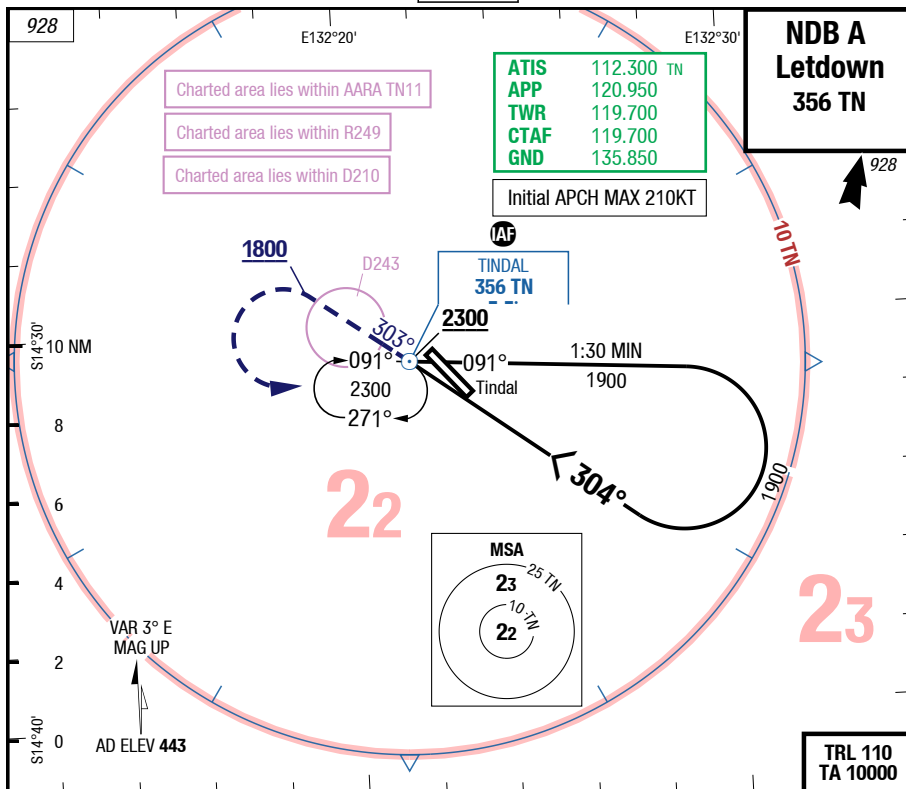 928
E132°20'
E132°30'
NDB A
Letdown
356 TN
Charted area lies within AARA TN11
Charted area lies within R249
Charted area lies within D210
ATIS 112.300 TN
APP 120.950
TWR 119.700
CTAF 119.700
GND 135.850
Initial APCH MAX 210KT
928
IAF
TINDAL
356 TN
10 TN
1800
D243
303°
2300
S14°30'
10 NM
091°
091°
1:30 MIN
1900
2300
Tindal
271°
8
304°
1900
6
22
MSA
25 TN
23
10 TN
22
4
23
VAR 3° E
MAG UP
2
S14°40'
0
AD ELEV 443
TRL 110
TA 10000